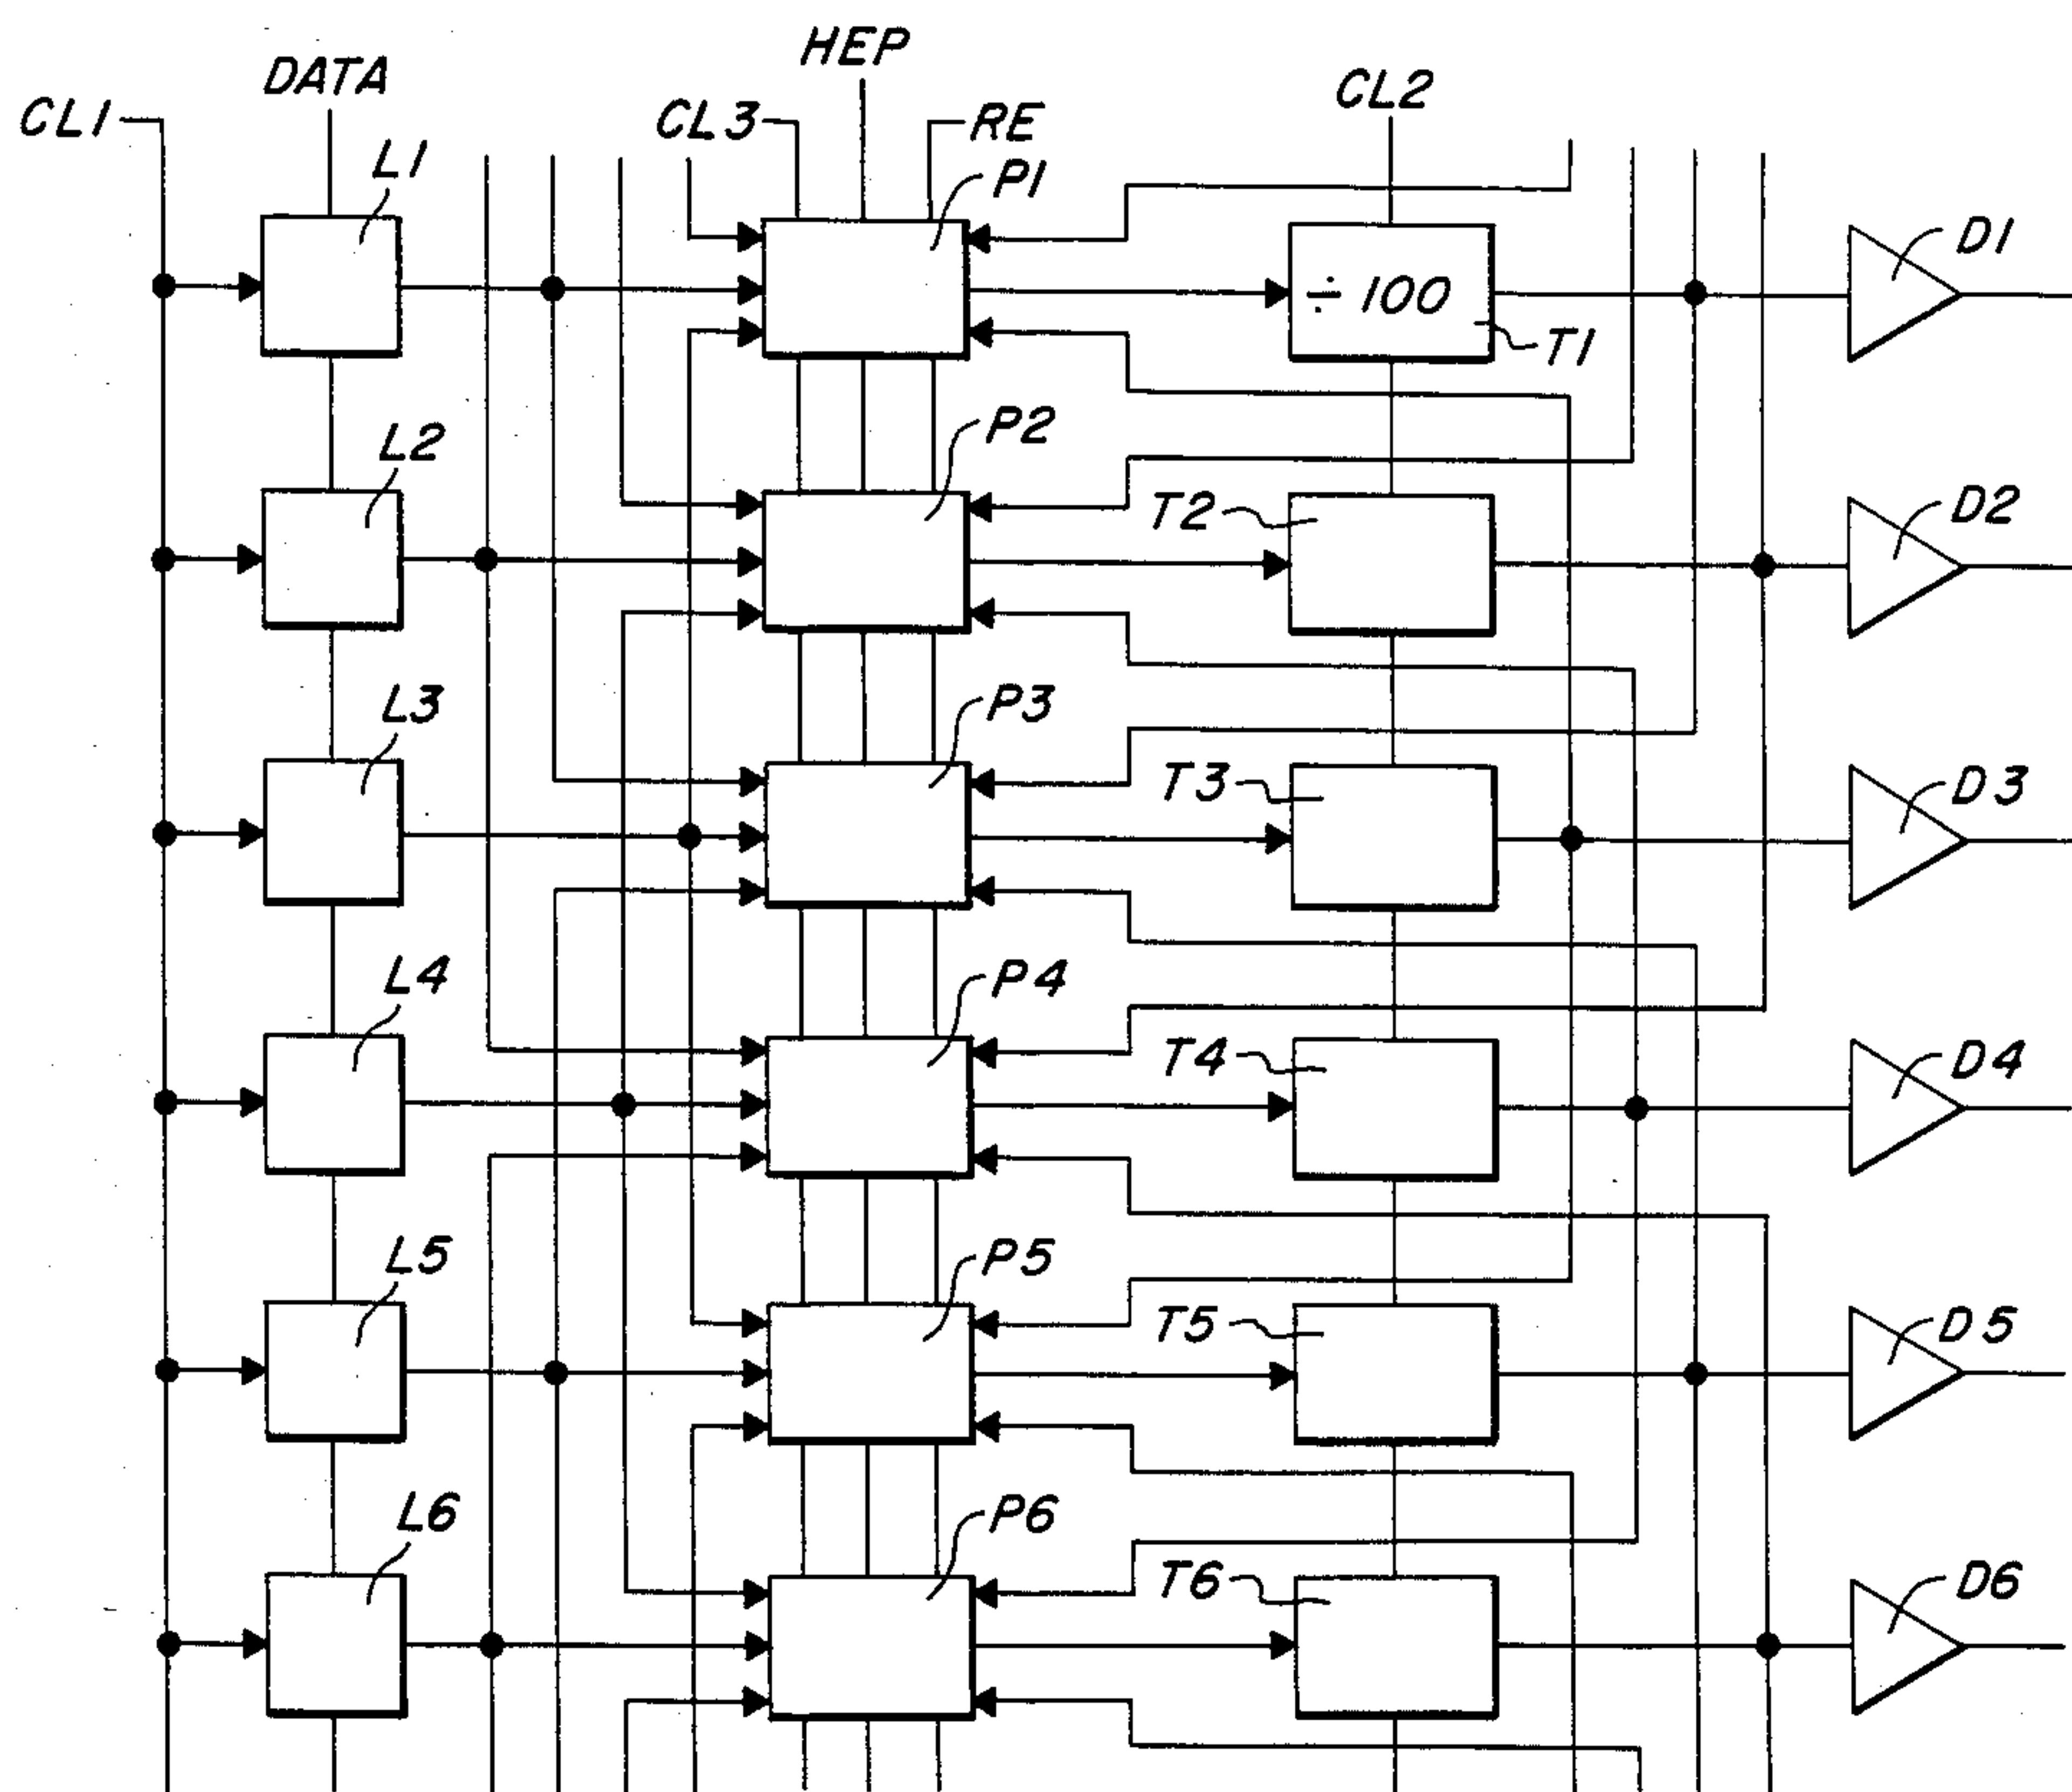 HEP
DATA
CL2
CL1
CL3
RE
L1
P1
D1
÷ 100
T1
L2
P2
T2
D2
L3
P3
T3
D3
L4
P4
T4
D4
L5
P5
T5
D5
L6
P6
T6
D6